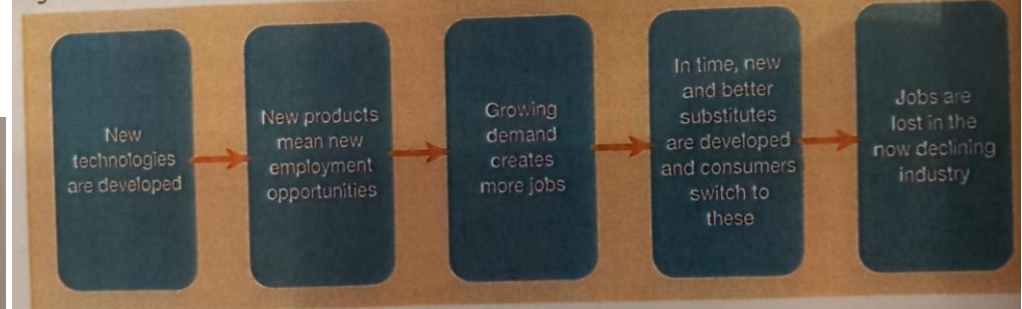 New
technologies
are developed
New products
mean new
employment
opportunities
Growing
demand
creates
more jobs
In time, new
and better
substitutes
are developed
and consumers
switch to
these
Jobs are
lost in the
now declining
industry